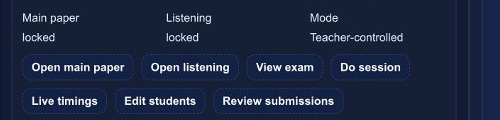 Main paper Listening Mode
locked locked Teacher-controlled
Open main paper Open listening View exam Do session
Live timings Edit students Review submissions